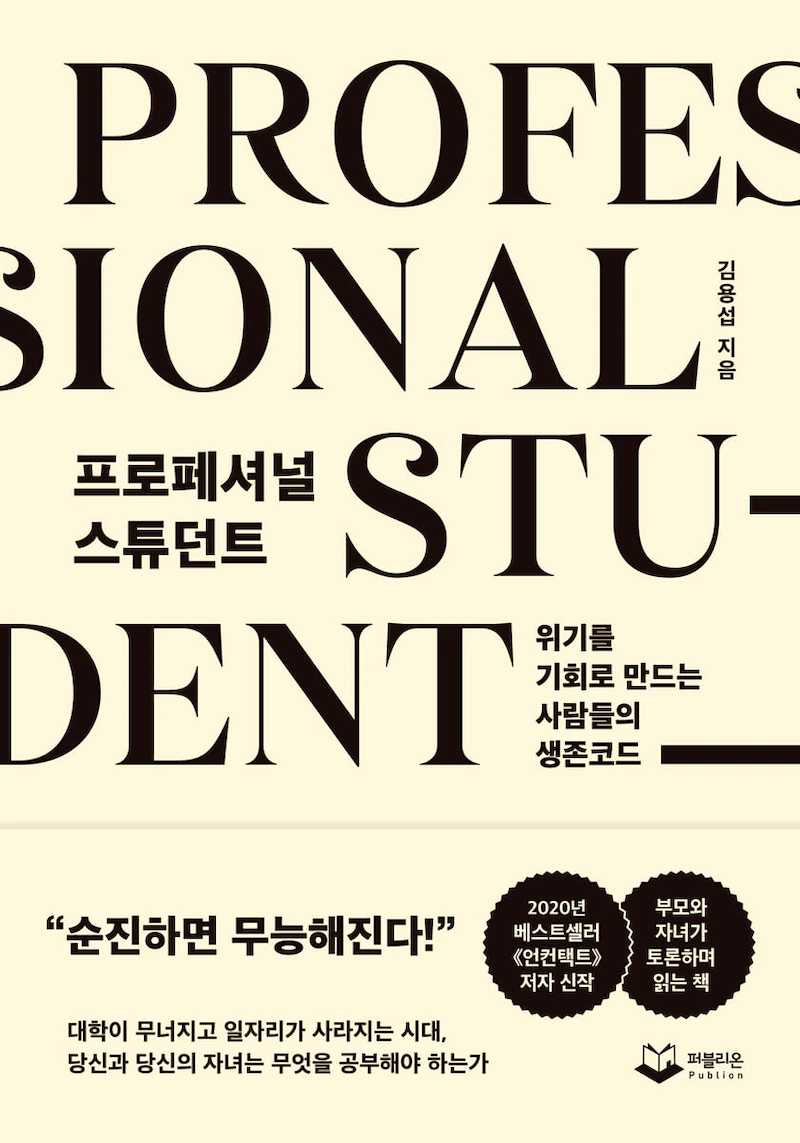 PROFES
SIONAL
김용섭 지음
프로페셔널
스튜던트
STU-
DENT
위기를
기회로 만드는
사람들의
생존코드
“순진하면 무능해진다!”
2020년
베스트셀러
《언컨택트》
저자 신작
부모와
자녀가
토론하며
읽는 책
대학이 무너지고 일자리가 사라지는 시대,
당신과 당신의 자녀는 무엇을 공부해야 하는가
퍼블리온
Publion